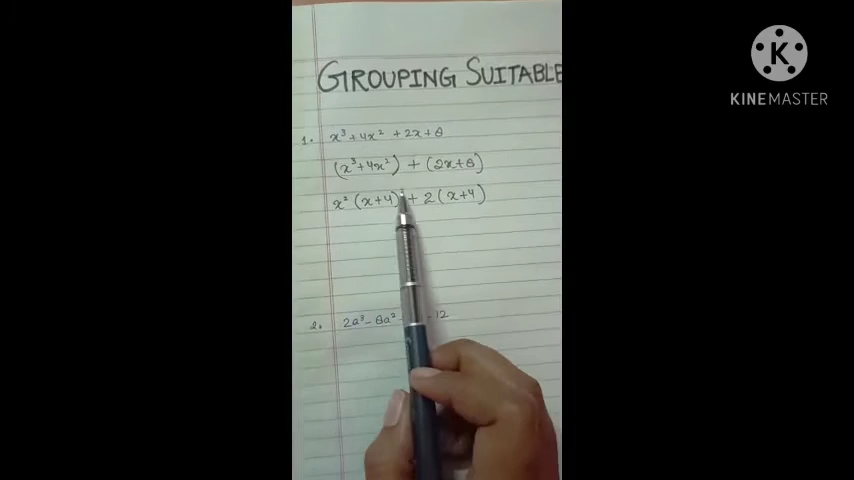 GROUPING SUITABLE
1. x³ + 4x² + 2x + 8
(x³ + 4x²) + (2x + 8)
x² (x + 4) + 2 (x + 4)
2. 2a³ - 8a² - 12
K
KINEMASTER